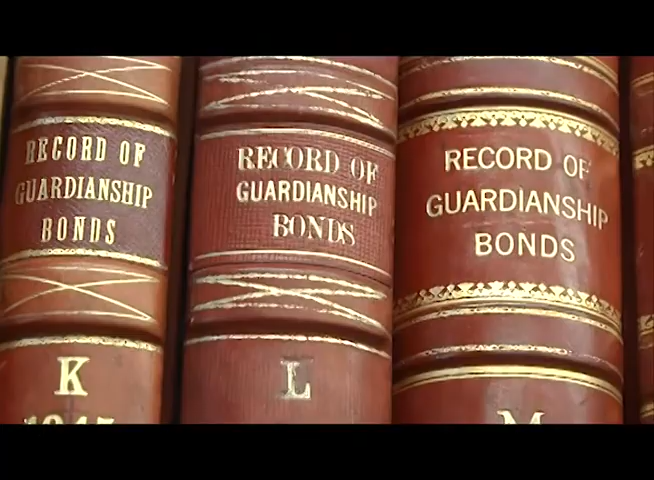 RECORD OF
GUARDIANSHIP
BONDS
K
RECORD OF
GUARDIANSHIP
BONDS
L
RECORD OF
GUARDIANSHIP
BONDS
M